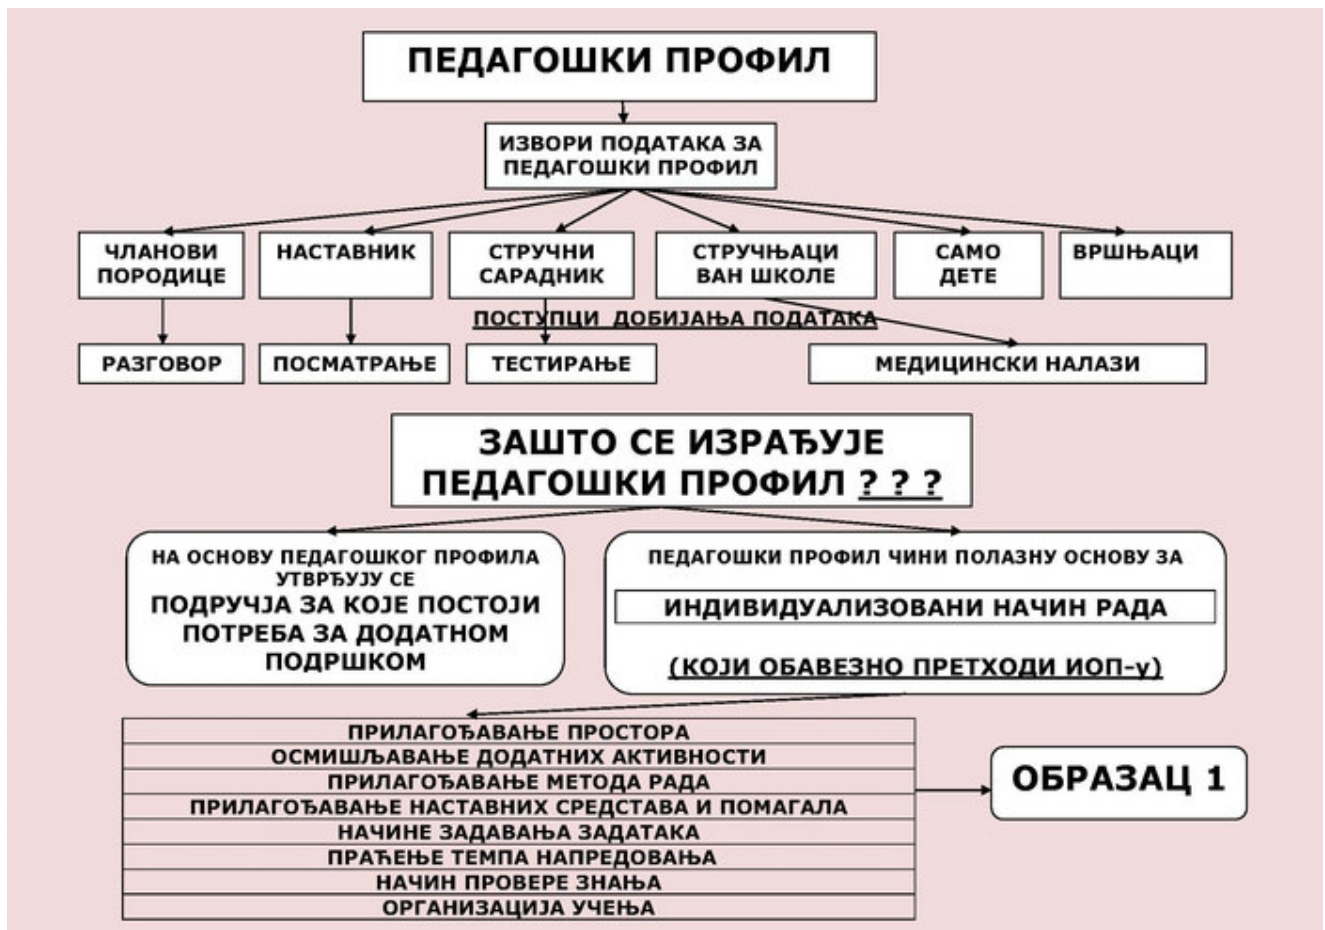 ПЕДАГОШКИ ПРОФИЛ
ИЗВОРИ ПОДАТАКА ЗА
ПЕДАГОШКИ ПРОФИЛ
ЧЛАНОВИ
ПОРОДИЦЕ
НАСТАВНИК
СТРУЧНИ
САРАДНИК
СТРУЧЊАЦИ
ВАН ШКОЛЕ
САМО
ДЕТЕ
ВРШЊАЦИ
ПОСТУПЦИ ДОБИЈАЊА ПОДАТАКА
РАЗГОВОР
ПОСМАТРАЊЕ
ТЕСТИРАЊЕ
МЕДИЦИНСКИ НАЛАЗИ
ЗАШТО СЕ ИЗРАЂУЈЕ
ПЕДАГОШКИ ПРОФИЛ ? ? ?
НА ОСНОВУ ПЕДАГОШКОГ ПРОФИЛА
УТВРЂУЈУ СЕ
ПОДРУЧЈА ЗА КОЈЕ ПОСТОЈИ
ПОТРЕБА ЗА ДОДАТНОМ
ПОДРШКОМ
ПЕДАГОШКИ ПРОФИЛ ЧИНИ ПОЛАЗНУ ОСНОВУ ЗА
ИНДИВИДУАЛИЗОВАНИ НАЧИН РАДА
(КОЈИ ОБАВЕЗНО ПРЕТХОДИ ИОП-у)
ПРИЛАГОЂАВАЊЕ ПРОСТОРА
ОСМИШЉАВАЊЕ ДОДАТНИХ АКТИВНОСТИ
ПРИЛАГОЂАВАЊЕ МЕТОДА РАДА
ПРИЛАГОЂАВАЊЕ НАСТАВНИХ СРЕДСТАВА И ПОМАГАЛА
НАЧИНЕ ЗАДАВАЊА ЗАДАТАКА
ПРАЋЕЊЕ ТЕМПА НАПРЕДОВАЊА
НАЧИН ПРОВЕРЕ ЗНАЊА
ОРГАНИЗАЦИЈА УЧЕЊА
ОБРАЗАЦ 1